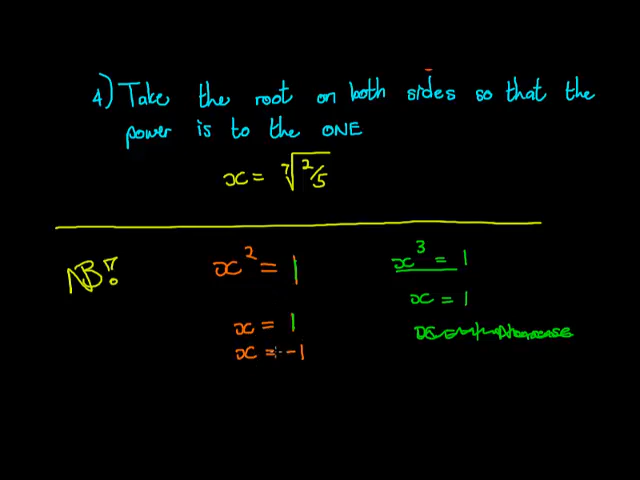 4) Take the root on both sides so that the
power is to the ONE
x = ⁷√2/5
NB!! x² = 1 x³ = 1
x = 1 x = 1
x = -1